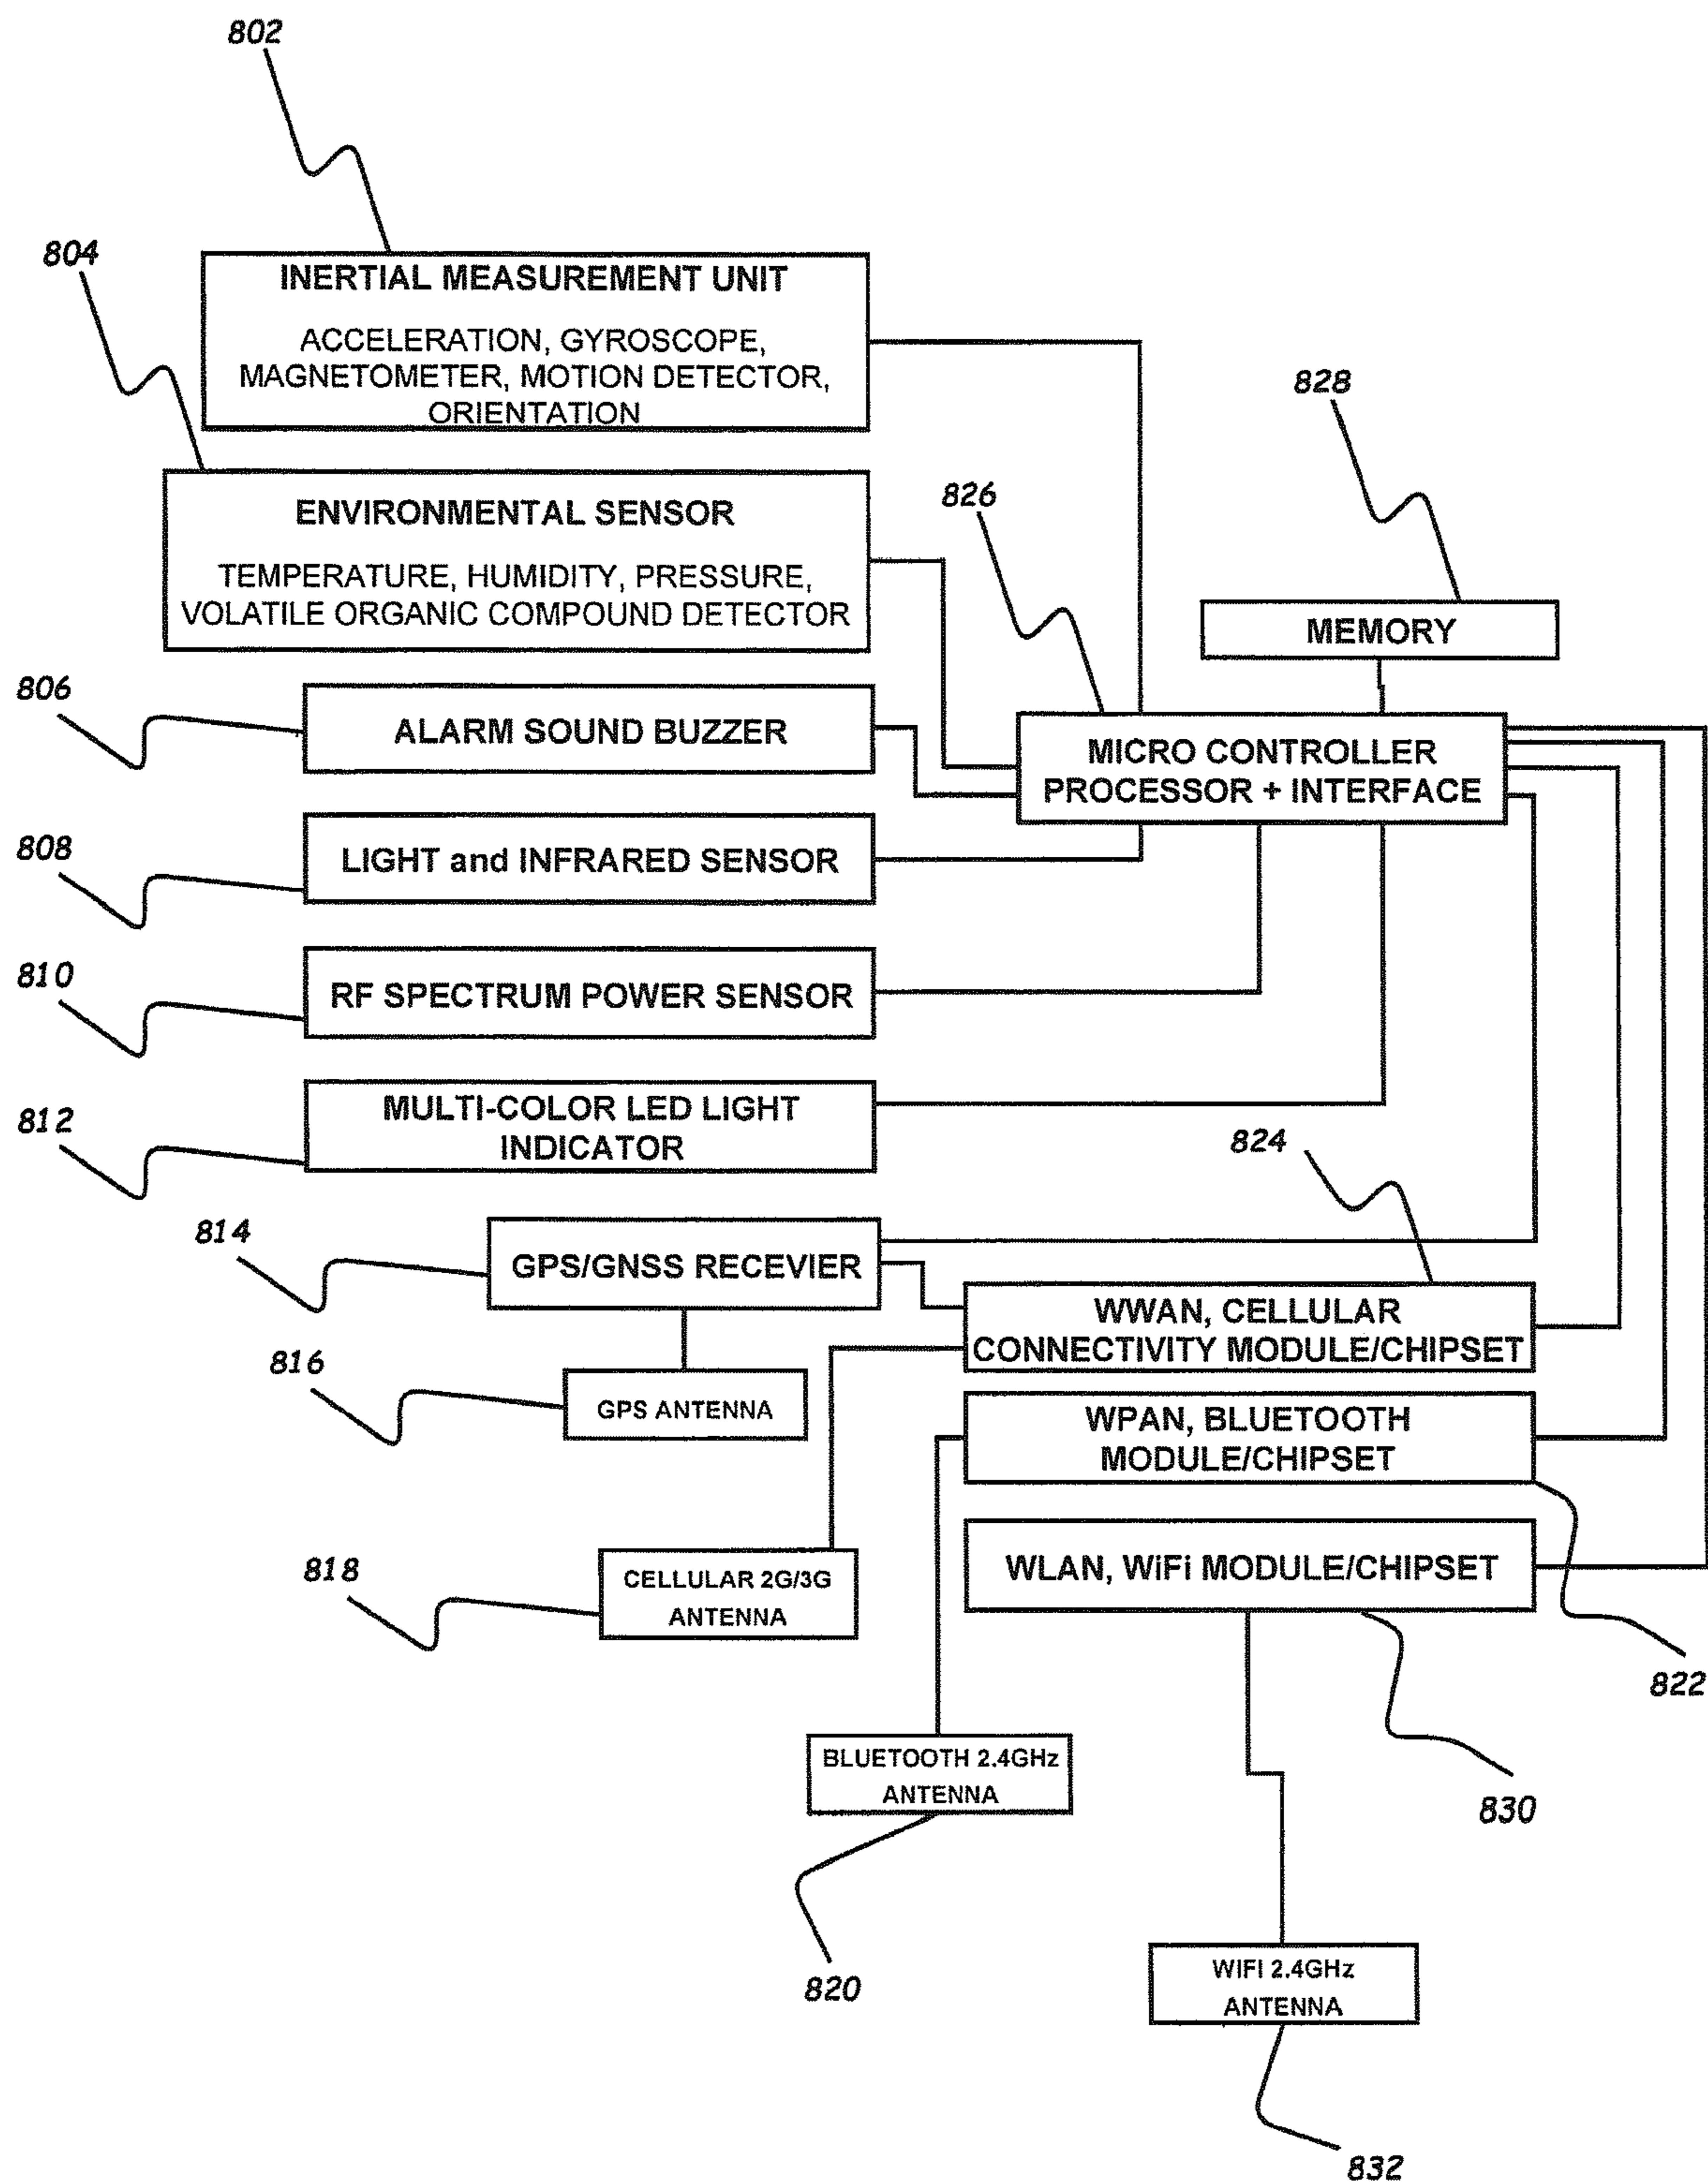 802
804
INERTIAL MEASUREMENT UNIT
ACCELERATION, GYROSCOPE,
MAGNETOMETER, MOTION DETECTOR,
ORIENTATION
828
826
ENVIRONMENTAL SENSOR
TEMPERATURE, HUMIDITY, PRESSURE,
VOLATILE ORGANIC COMPOUND DETECTOR
MEMORY
806
ALARM SOUND BUZZER
MICRO CONTROLLER
PROCESSOR + INTERFACE
808
LIGHT and INFRARED SENSOR
810
RF SPECTRUM POWER SENSOR
812
MULTI-COLOR LED LIGHT
INDICATOR
824
814
GPS/GNSS RECEVIER
WWAN, CELLULAR
CONNECTIVITY MODULE/CHIPSET
816
GPS ANTENNA
WPAN, BLUETOOTH
MODULE/CHIPSET
818
CELLULAR 2G/3G
ANTENNA
WLAN, WiFi MODULE/CHIPSET
822
BLUETOOTH 2.4GHz
ANTENNA
830
820
WIFI 2.4GHz
ANTENNA
832